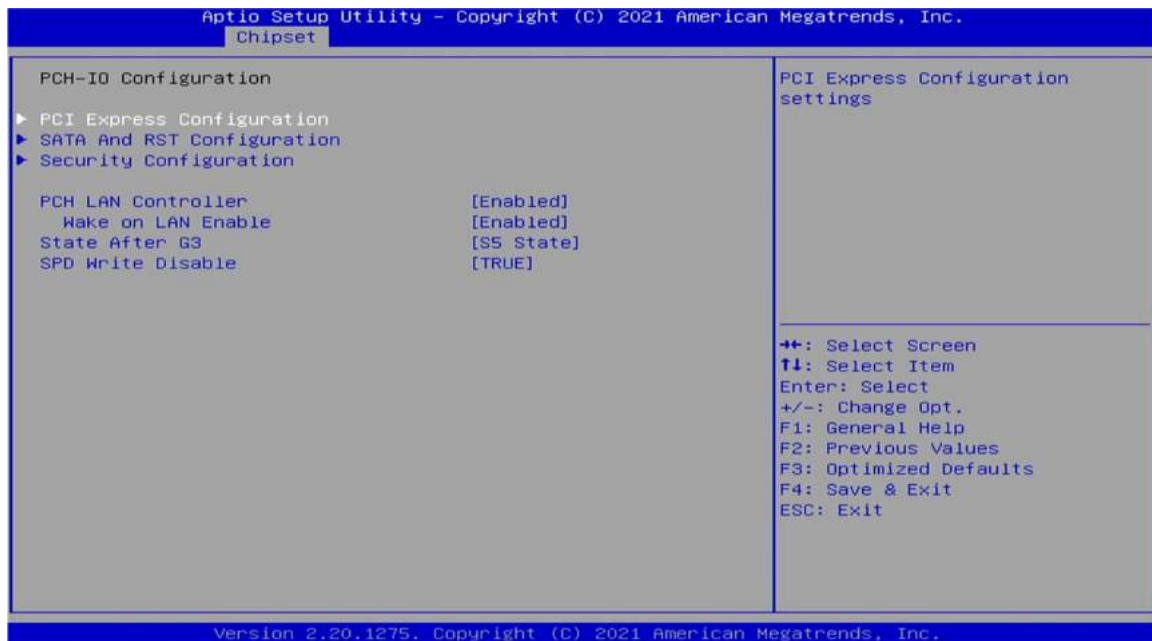 Aptio Setup Utility – Copyright (C) 2021 American Megatrends, Inc.
Chipset
PCH-IO Configuration
▶ PCI Express Configuration
▶ SATA And RST Configuration
▶ Security Configuration
PCH LAN Controller [Enabled]
Wake on LAN Enable [Enabled]
State After G3 [S5 State]
SPD Write Disable [TRUE]
PCI Express Configuration
settings
→←: Select Screen
↑↓: Select Item
Enter: Select
+/-: Change Opt.
F1: General Help
F2: Previous Values
F3: Optimized Defaults
F4: Save & Exit
ESC: Exit
Version 2.20.1275. Copyright (C) 2021 American Megatrends, Inc.